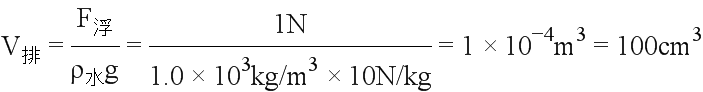 V排 = F浮/ρ水g = 1N/1.0 × 10³kg/m³ × 10N/kg = 1 × 10⁻⁴m³ = 100cm³